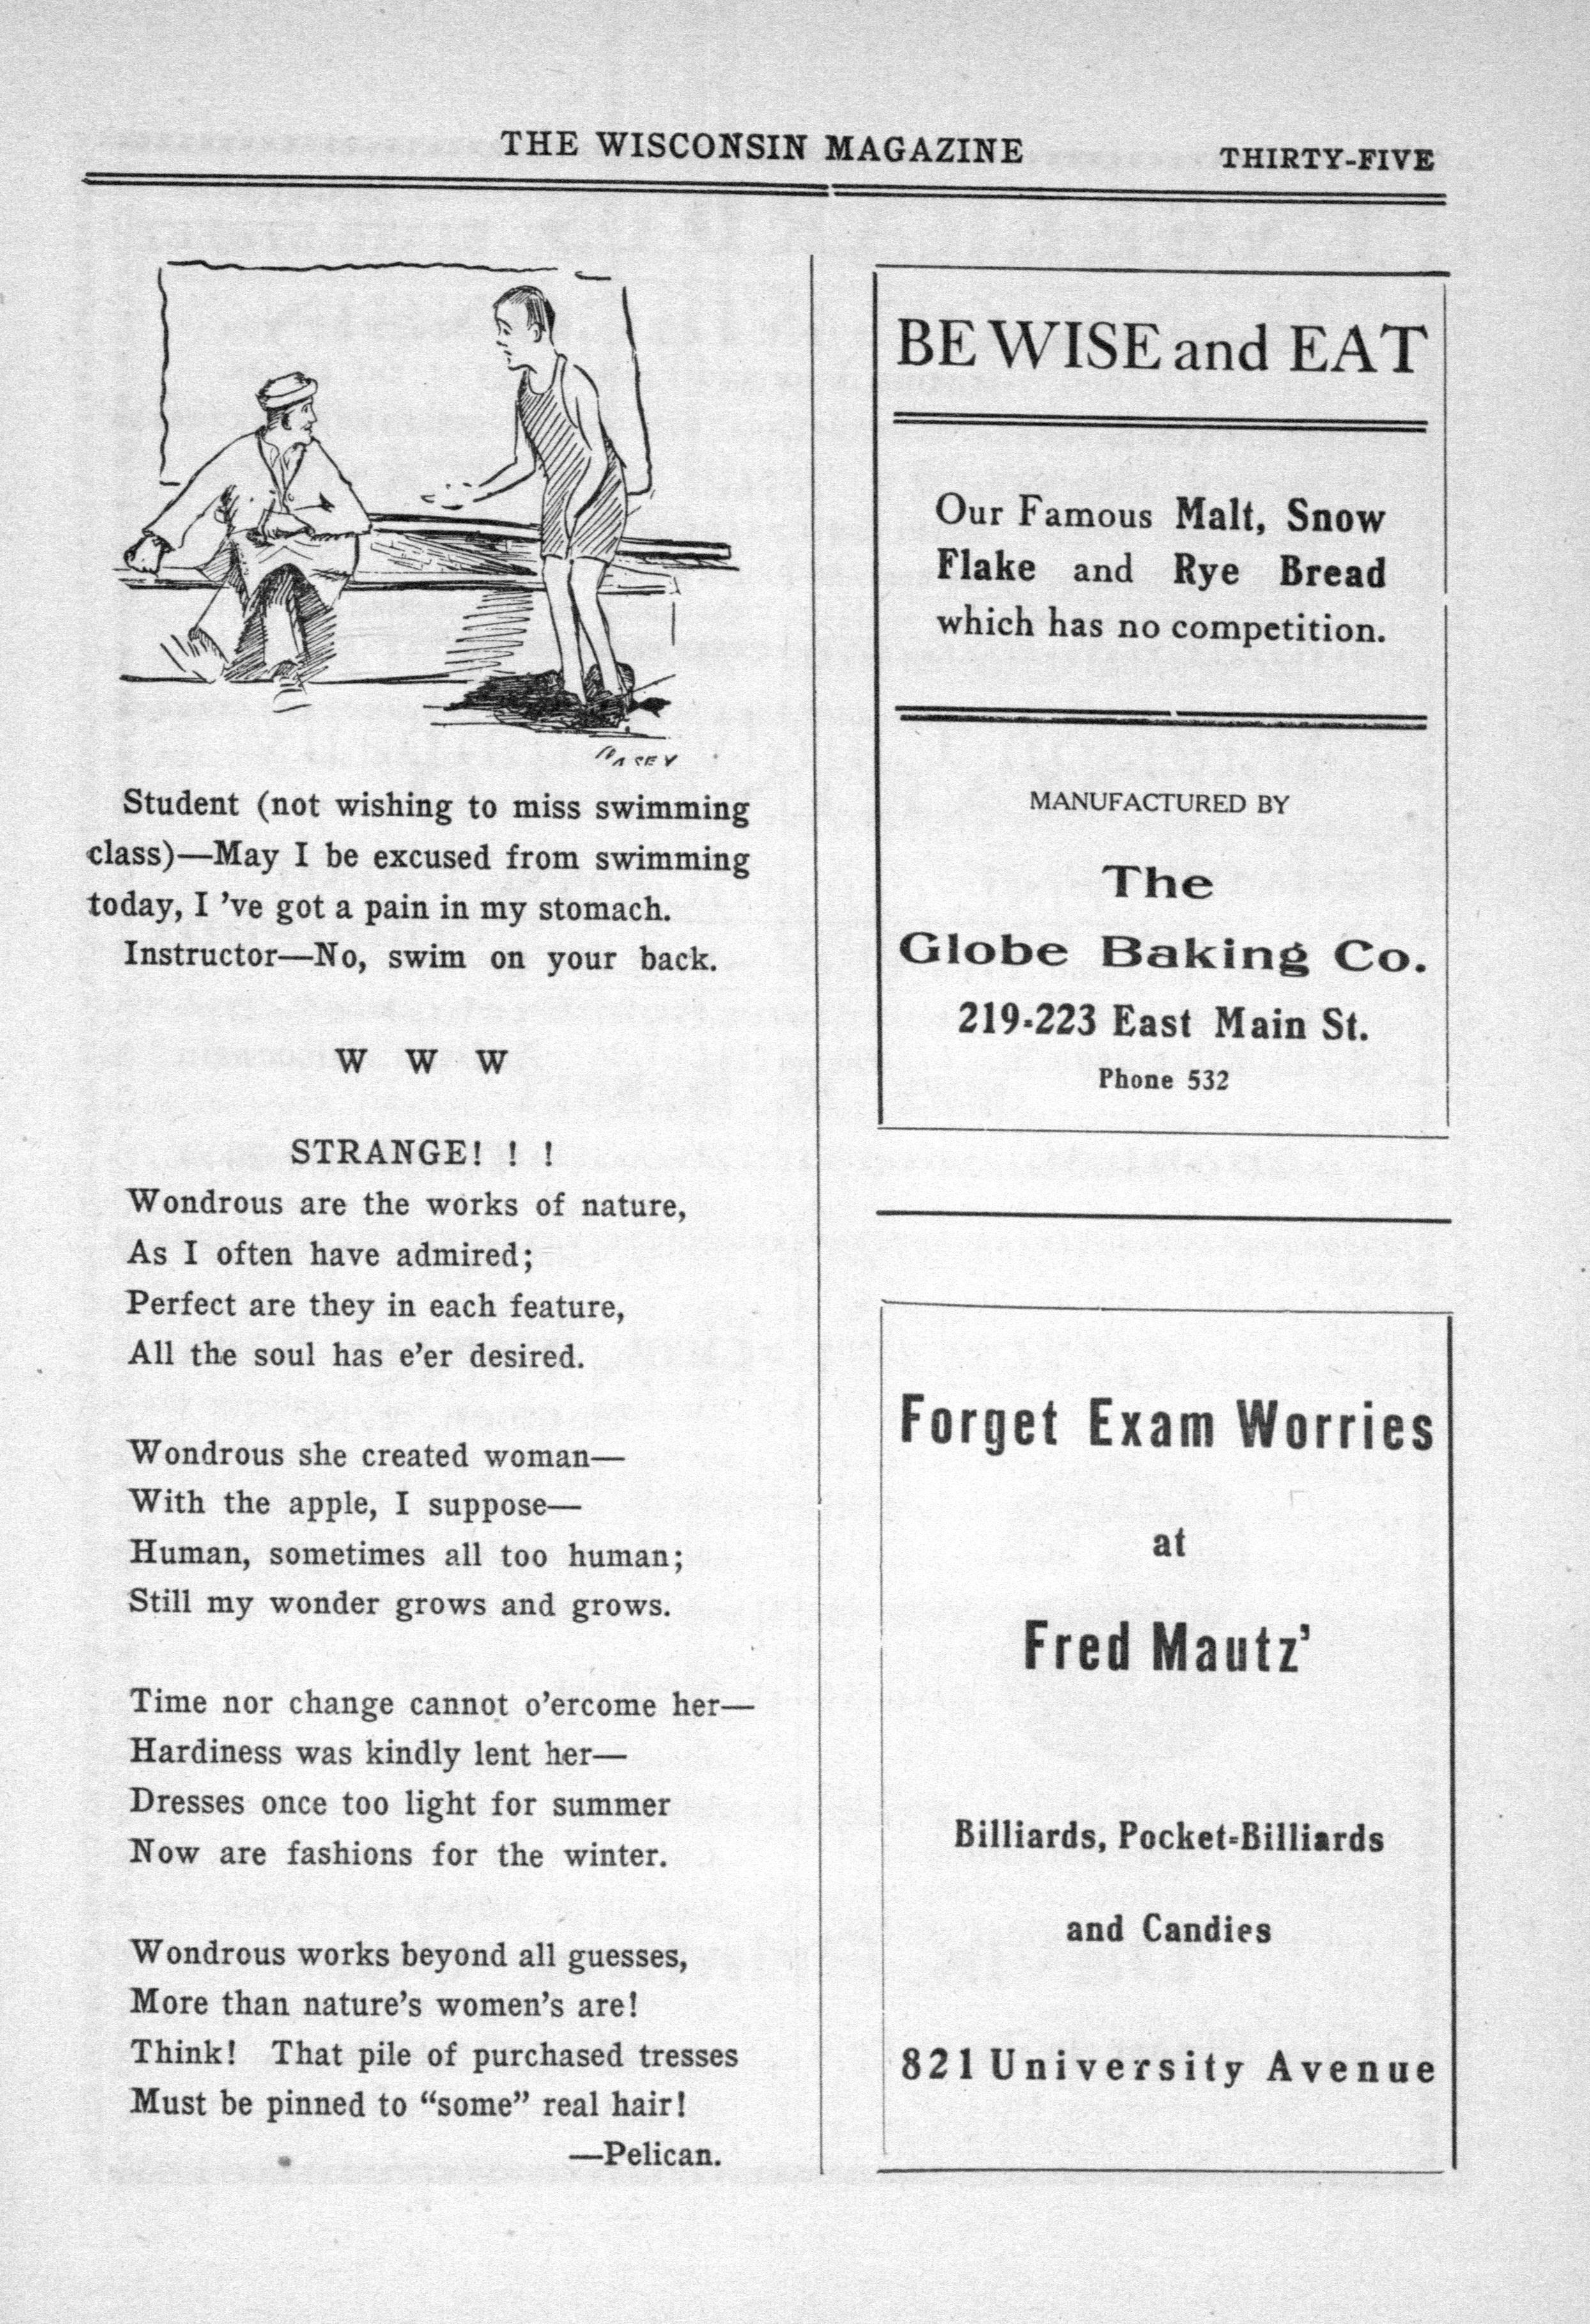 THE WISCONSIN MAGAZINE
THIRTY-FIVE
Student (not wishing to miss swimming
class)—May I be excused from swimming
today, I 've got a pain in my stomach.
Instructor—No, swim on your back.
W W W
STRANGE! ! !
Wondrous are the works of nature,
As I often have admired;
Perfect are they in each feature,
All the soul has e'er desired.
Wondrous she created woman—
With the apple, I suppose—
Human, sometimes all too human;
Still my wonder grows and grows.
Time nor change cannot o'ercome her—
Hardiness was kindly lent her—
Dresses once too light for summer
Now are fashions for the winter.
Wondrous works beyond all guesses,
More than nature's women's are!
Think! That pile of purchased tresses
Must be pinned to “some” real hair!
—Pelican.
BE WISE and EAT
Our Famous Malt, Snow
Flake and Rye Bread
which has no competition.
MANUFACTURED BY
The
Globe Baking Co.
219-223 East Main St.
Phone 532
Forget Exam Worries
at
Fred Mautz'
Billiards, Pocket-Billiards
and Candies
821 University Avenue